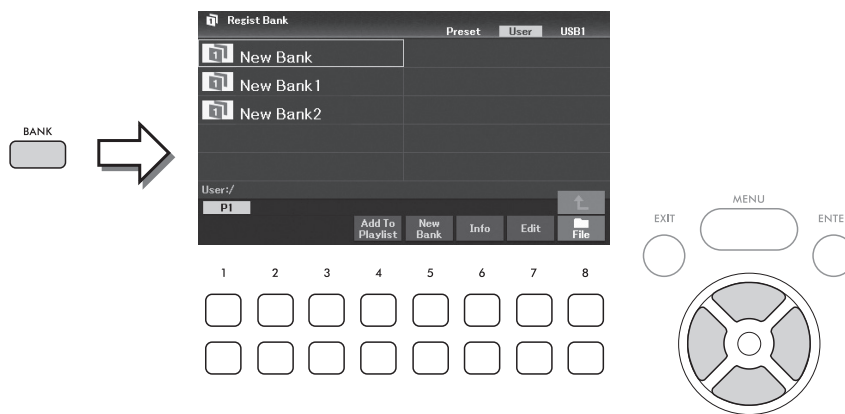 Regist Bank
Preset User USB1
New Bank
New Bank1
New Bank2
BANK
User:/
P1
Add To Playlist New Bank Info Edit File
EXIT MENU ENTE
1 2 3 4 5 6 7 8